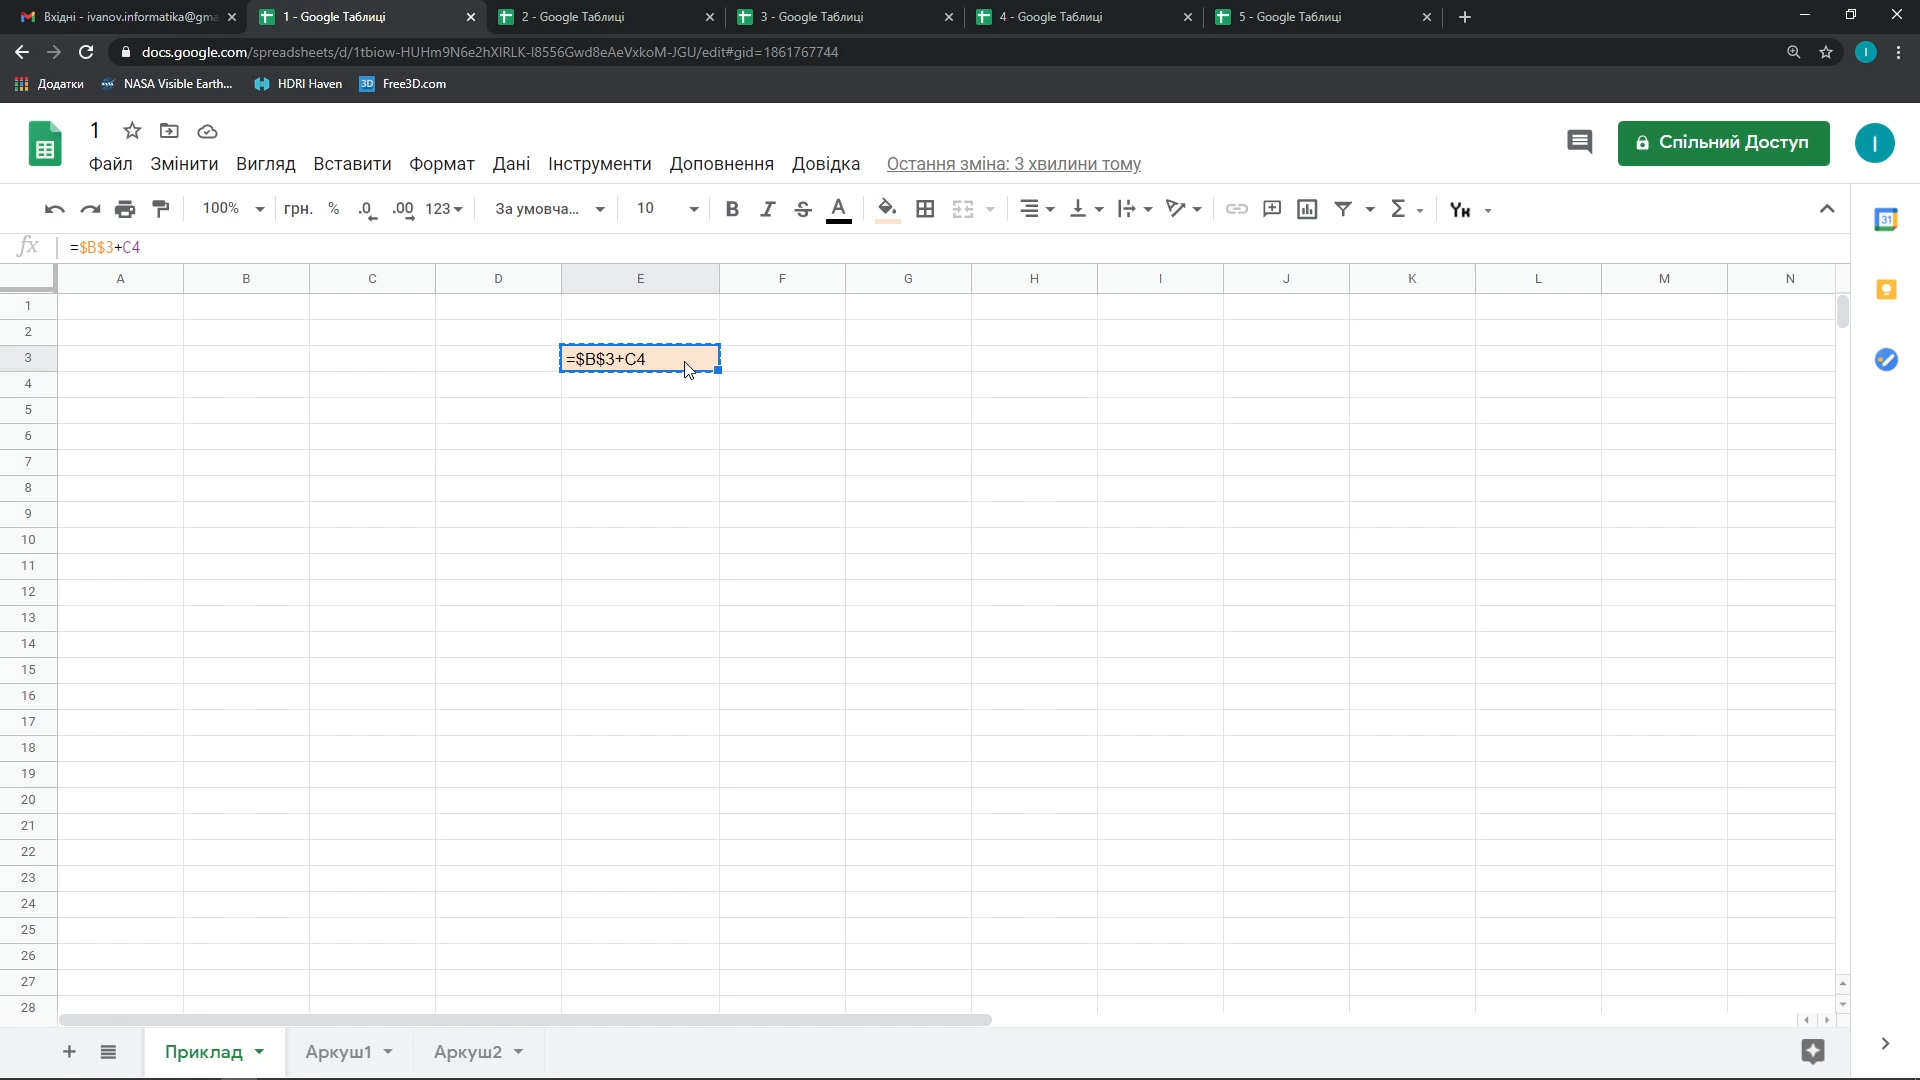 Вхідні - ivanov.informatika@gma
1 - Google Таблиці
2 - Google Таблиці
3 - Google Таблиці
4 - Google Таблиці
5 - Google Таблиці
docs.google.com/spreadsheets/d/1tbiow-HUHm9N6e2hXIRLK-I8556Gwd8eAeVxkoM-JGU/edit#gid=1861767744
І
Додатки
NASA Visible Earth...
HDRI Haven
3D Free3D.com
1
Файл Змінити Вигляд Вставити Формат Дані Інструменти Доповнення Довідка Остання зміна: 3 хвилини тому
Спільний Доступ
І
100% грн. % .0 .00 123 За умовча... 10 B I S A Σ Ун
31
fx =$B$3+C4
A B C D E F G H I J K L M N
1
2
3 =$B$3+C4
4
5
6
7
8
9
10
11
12
13
14
15
16
17
18
19
20
21
22
23
24
25
26
27
28
Приклад Аркуш1 Аркуш2